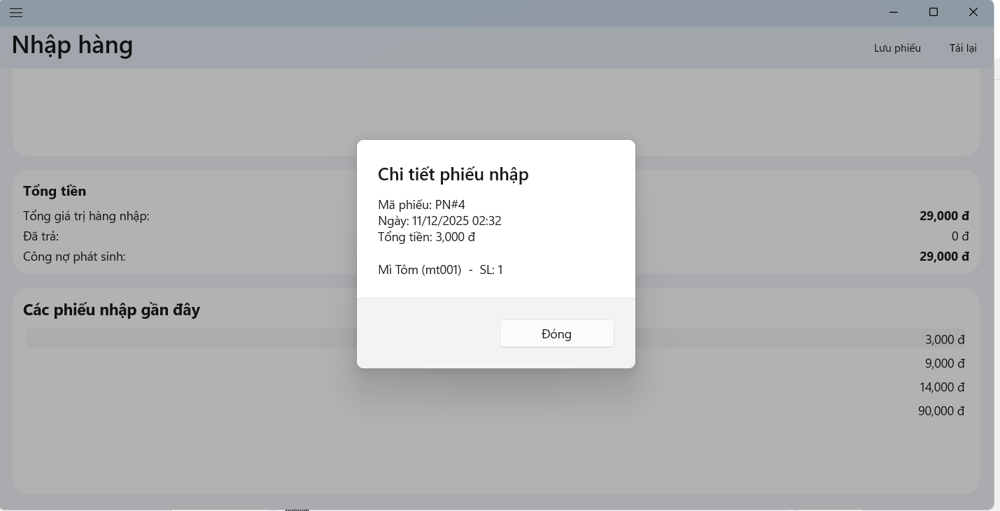 Nhập hàng
Lưu phiếu
Tải lại
Tổng tiền
Tổng giá trị hàng nhập:
29,000 đ
Đã trả:
0 đ
Công nợ phát sinh:
29,000 đ
Các phiếu nhập gần đây
3,000 đ
9,000 đ
14,000 đ
90,000 đ
Chi tiết phiếu nhập
Mã phiếu: PN#4
Ngày: 11/12/2025 02:32
Tổng tiền: 3,000 đ
Mì Tôm (mt001)  -  SL: 1
Đóng